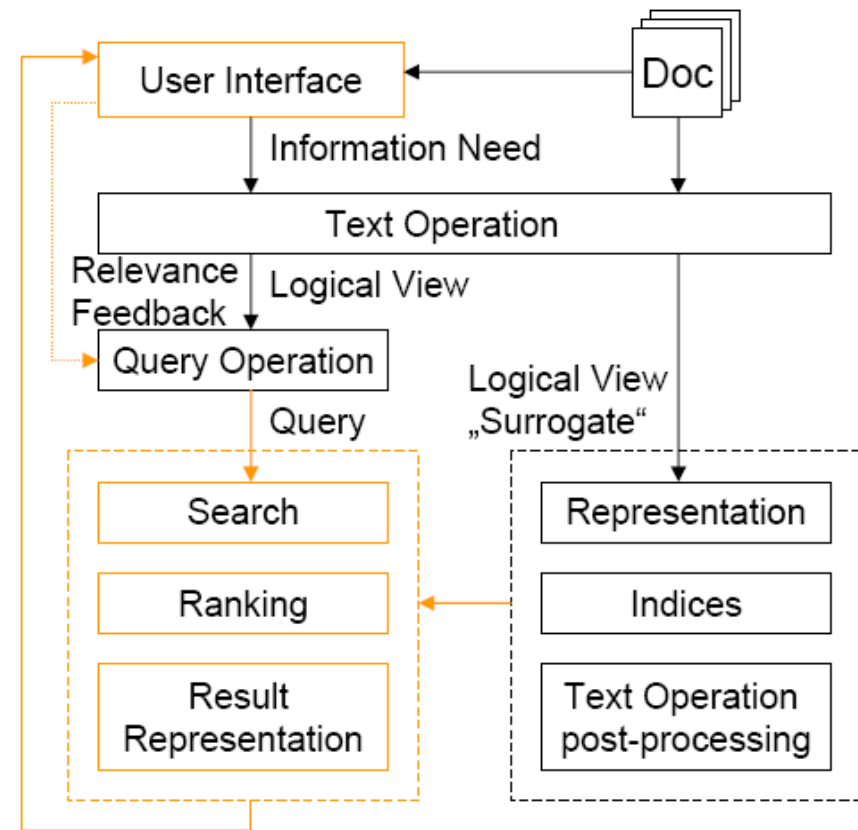 User Interface
Doc
Information Need
Text Operation
Relevance
Feedback
Logical View
Query Operation
Logical View
„Surrogate“
Query
Search
Representation
Ranking
Indices
Result
Representation
Text Operation
post-processing